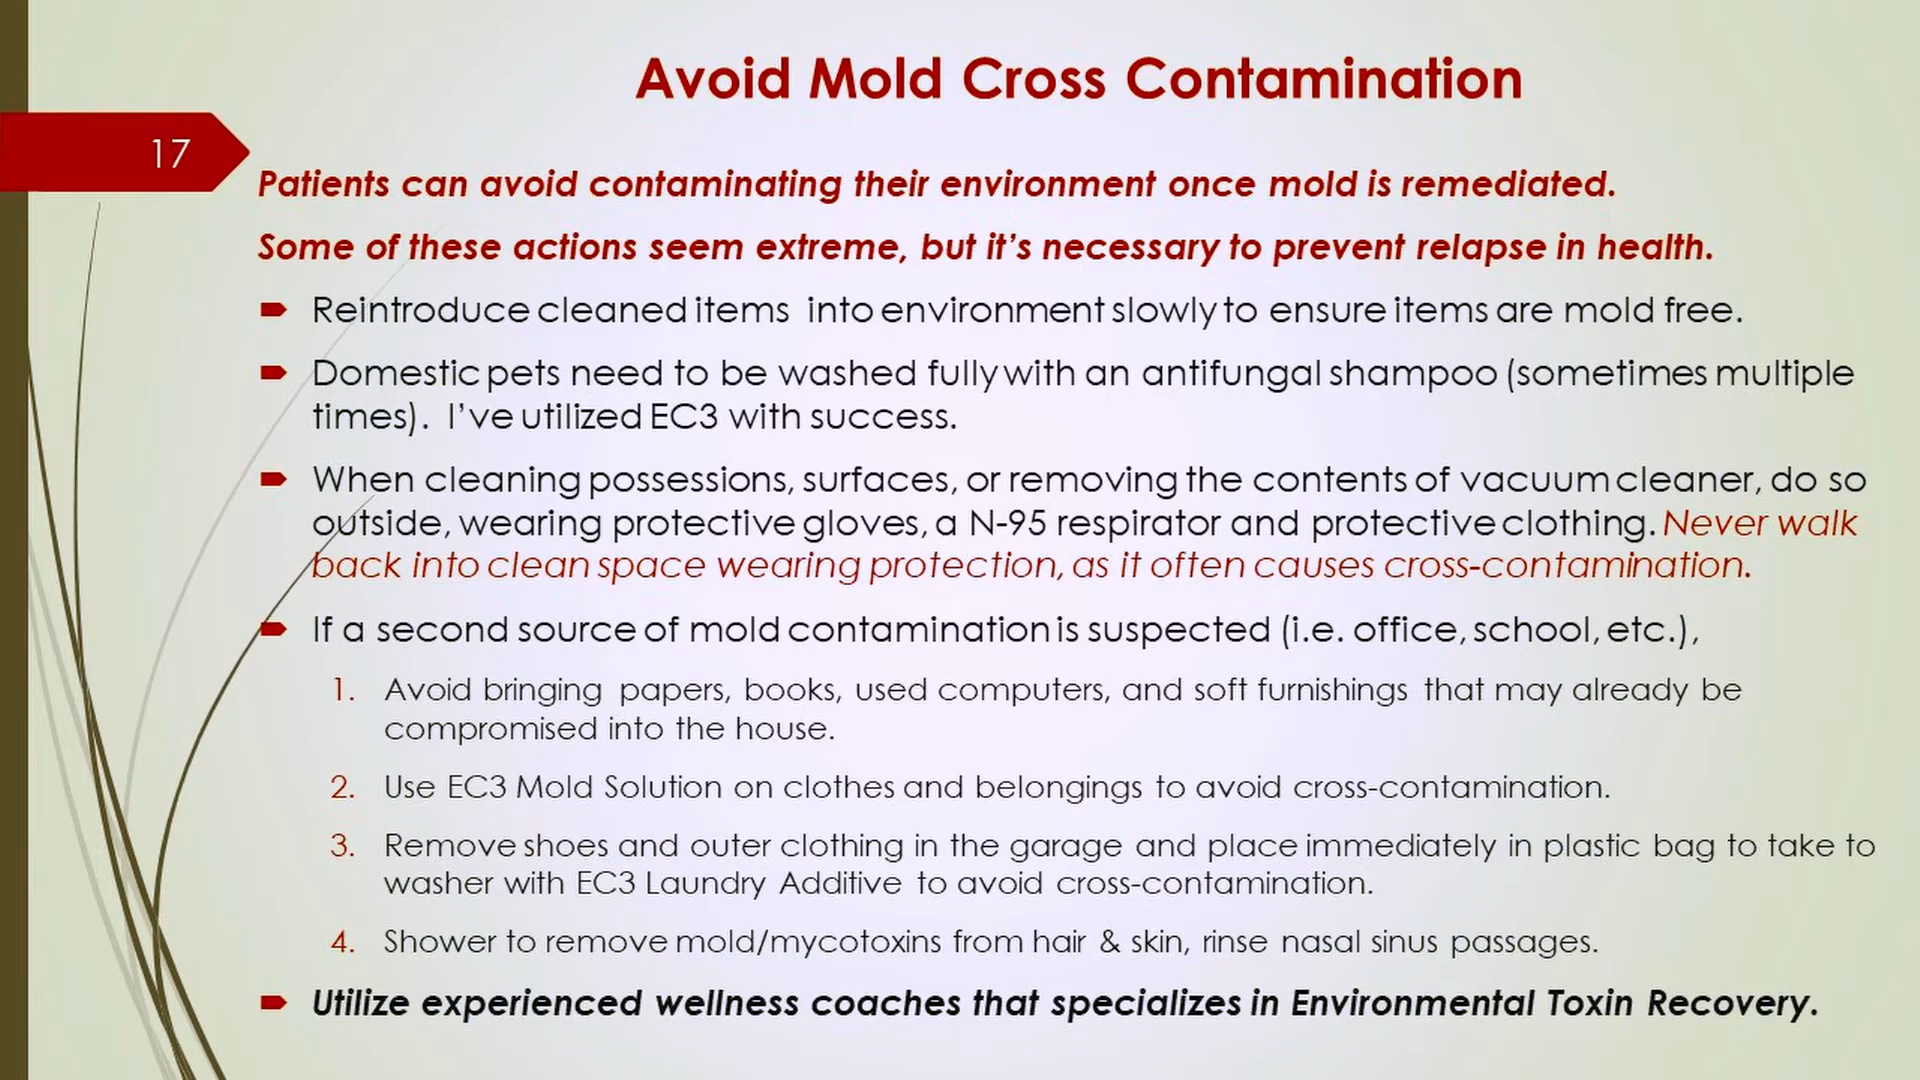 Avoid Mold Cross Contamination
17
Patients can avoid contaminating their environment once mold is remediated.
Some of these actions seem extreme, but it's necessary to prevent relapse in health.
Reintroduce cleaned items into environment slowly to ensure items are mold free.
Domestic pets need to be washed fully with an antifungal shampoo (sometimes multiple
times). I've utilized EC3 with success.
When cleaning possessions, surfaces, or removing the contents of vacuum cleaner, do so
outside, wearing protective gloves, a N-95 respirator and protective clothing. Never walk
back into clean space wearing protection, as it often causes cross-contamination.
If a second source of mold contamination is suspected (i.e. office, school, etc.),
1. Avoid bringing papers, books, used computers, and soft furnishings that may already be
compromised into the house.
2. Use EC3 Mold Solution on clothes and belongings to avoid cross-contamination.
3. Remove shoes and outer clothing in the garage and place immediately in plastic bag to take to
washer with EC3 Laundry Additive to avoid cross-contamination.
4. Shower to remove mold/mycotoxins from hair & skin, rinse nasal sinus passages.
Utilize experienced wellness coaches that specializes in Environmental Toxin Recovery.